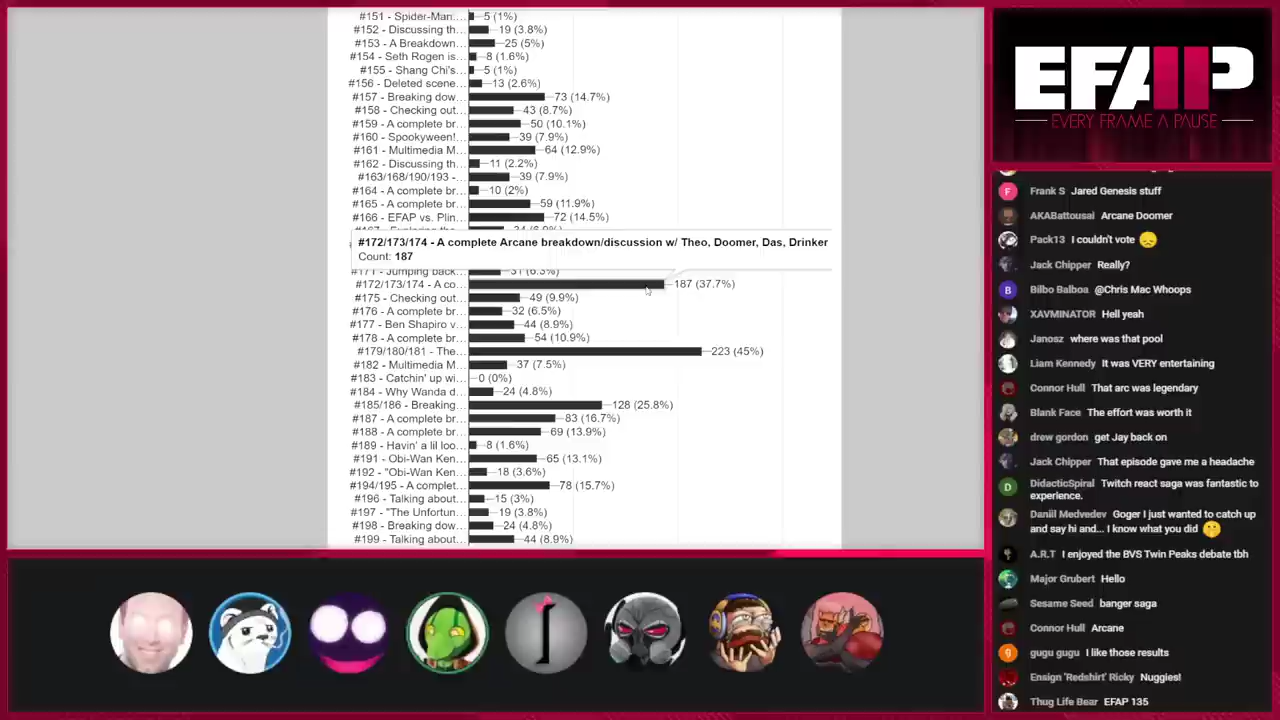 #151 - Spider-Man... 5 (1%)
#152 - Discussing th... 19 (3.8%)
#153 - A Breakdown... 25 (5%)
#154 - Seth Rogen is... 8 (1.6%)
#155 - Shang Chi's... 5 (1%)
#156 - Deleted scene... 13 (2.6%)
#157 - Breaking dow... 73 (14.7%)
#158 - Checking out... 43 (8.7%)
#159 - A complete br... 50 (10.1%)
#160 - Spookyween!... 39 (7.9%)
#161 - Multimedia M... 64 (12.9%)
#162 - Discussing th... 11 (2.2%)
#163/168/190/193 -... 39 (7.9%)
#164 - A complete br... 10 (2%)
#165 - A complete br... 59 (11.9%)
#166 - EFAP vs. Plin... 72 (14.5%)
#172/173/174 - A complete Arcane breakdown/discussion w/ Theo, Doomer, Das, Drinker
Count: 187
#171 - Jumping back... 31 (6.3%)
#172/173/174 - A co... 187 (37.7%)
#175 - Checking out... 49 (9.9%)
#176 - A complete br... 32 (6.5%)
#177 - Ben Shapiro v... 44 (8.9%)
#178 - A complete br... 54 (10.9%)
#179/180/181 - The... 223 (45%)
#182 - Multimedia M... 37 (7.5%)
#183 - Catchin' up wi... 0 (0%)
#184 - Why Wanda d... 24 (4.8%)
#185/186 - Breaking... 128 (25.8%)
#187 - A complete br... 83 (16.7%)
#188 - A complete br... 69 (13.9%)
#189 - Havin' a lil loo... 8 (1.6%)
#191 - Obi-Wan Ken... 65 (13.1%)
#192 - "Obi-Wan Ken... 18 (3.6%)
#194/195 - A complet... 78 (15.7%)
#196 - Talking about... 15 (3%)
#197 - "The Unfortun... 19 (3.8%)
#198 - Breaking dow... 24 (4.8%)
#199 - Talking about... 44 (8.9%)
EFAP
EVERY FRAME A PAUSE
F Frank S Jared Genesis stuff
AKABattousai Arcane Doomer
Pack13 I couldn't vote 😞
Jack Chipper Really?
B Bilbo Balboa @Chris Mac Whoops
XAVMINATOR Hell yeah
Janosz where was that pool
Liam Kennedy It was VERY entertaining
Connor Hull That arc was legendary
Blank Face The effort was worth it
drew gordon get Jay back on
Jack Chipper That episode gave me a headache
D DidacticSpiral Twitch react saga was fantastic to
experience.
Daniil Medvedev Goger I just wanted to catch up
and say hi and... I know what you did 🤫
A.R.T I enjoyed the BVS Twin Peaks debate tbh
Major Grubert Hello
Sesame Seed banger saga
Connor Hull Arcane
g gugu gugu I like those results
Ensign 'Redshirt' Ricky Nuggies!
Thug Life Bear EFAP 135